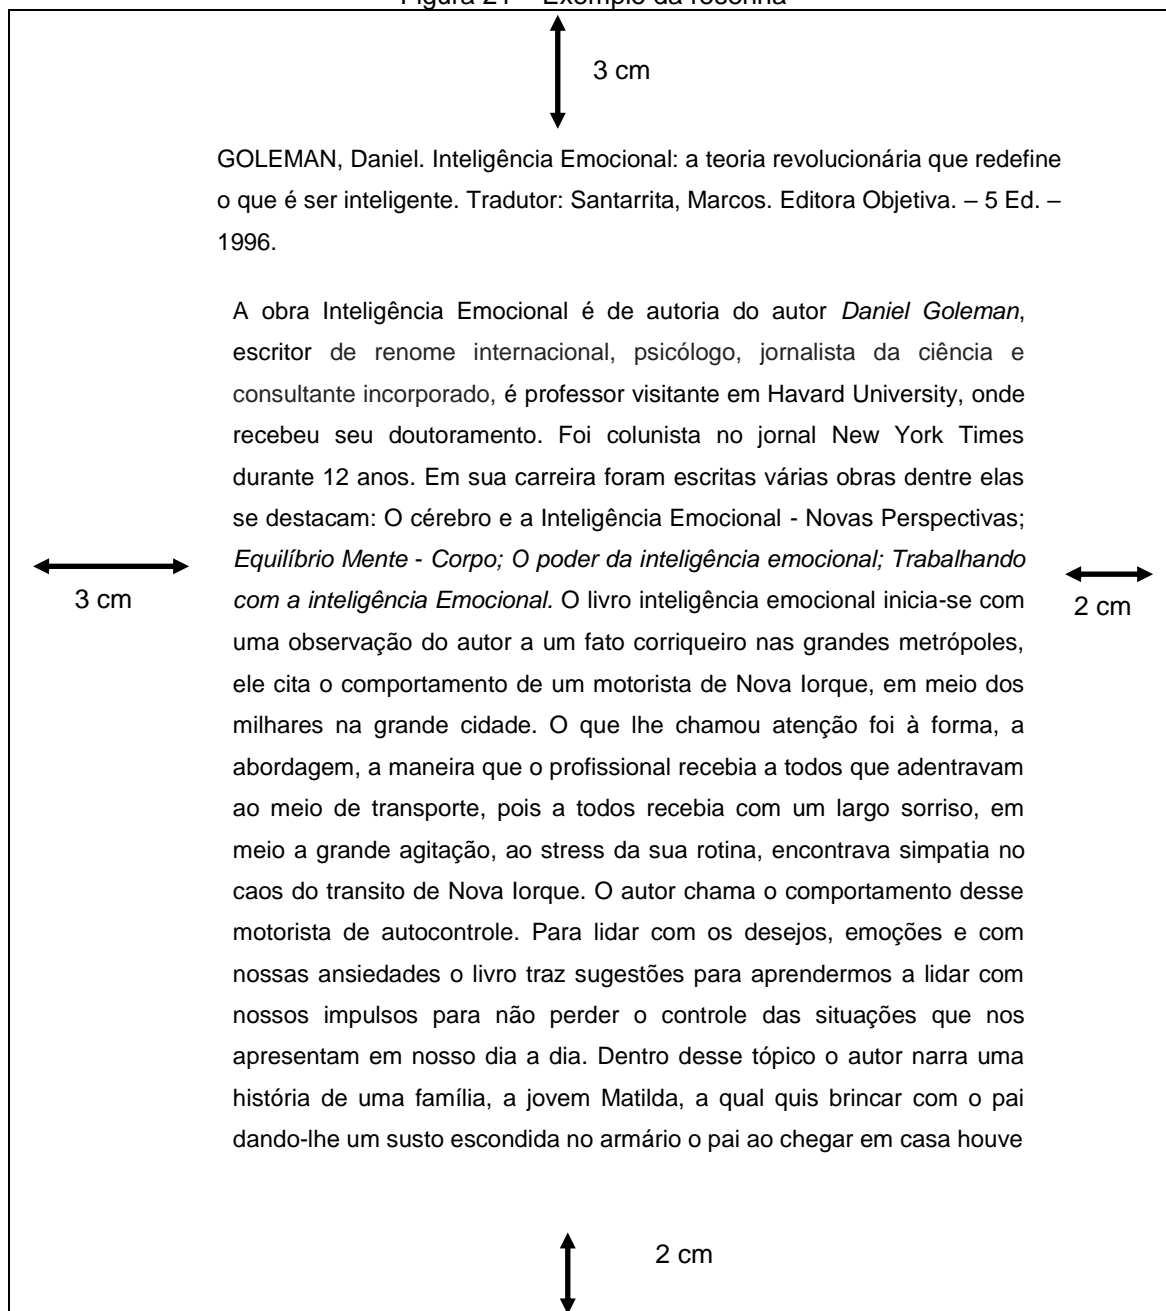 Figura 21 – Exemplo da resenha
3 cm
GOLEMAN, Daniel. Inteligência Emocional: a teoria revolucionária que redefine
o que é ser inteligente. Tradutor: Santarrita, Marcos. Editora Objetiva. – 5 Ed. –
1996.
A obra Inteligência Emocional é de autoria do autor Daniel Goleman,
escritor de renome internacional, psicólogo, jornalista da ciência e
consultante incorporado, é professor visitante em Havard University, onde
recebeu seu doutoramento. Foi colunista no jornal New York Times
durante 12 anos. Em sua carreira foram escritas várias obras dentre elas
se destacam: O cérebro e a Inteligência Emocional - Novas Perspectivas;
Equilíbrio Mente - Corpo; O poder da inteligência emocional; Trabalhando
com a inteligência Emocional. O livro inteligência emocional inicia-se com
3 cm
2 cm
uma observação do autor a um fato corriqueiro nas grandes metrópoles,
ele cita o comportamento de um motorista de Nova Iorque, em meio dos
milhares na grande cidade. O que lhe chamou atenção foi à forma, a
abordagem, a maneira que o profissional recebia a todos que adentravam
ao meio de transporte, pois a todos recebia com um largo sorriso, em
meio a grande agitação, ao stress da sua rotina, encontrava simpatia no
caos do transito de Nova Iorque. O autor chama o comportamento desse
motorista de autocontrole. Para lidar com os desejos, emoções e com
nossas ansiedades o livro traz sugestões para aprendermos a lidar com
nossos impulsos para não perder o controle das situações que nos
apresentam em nosso dia a dia. Dentro desse tópico o autor narra uma
história de uma família, a jovem Matilda, a qual quis brincar com o pai
dando-lhe um susto escondida no armário o pai ao chegar em casa houve
2 cm